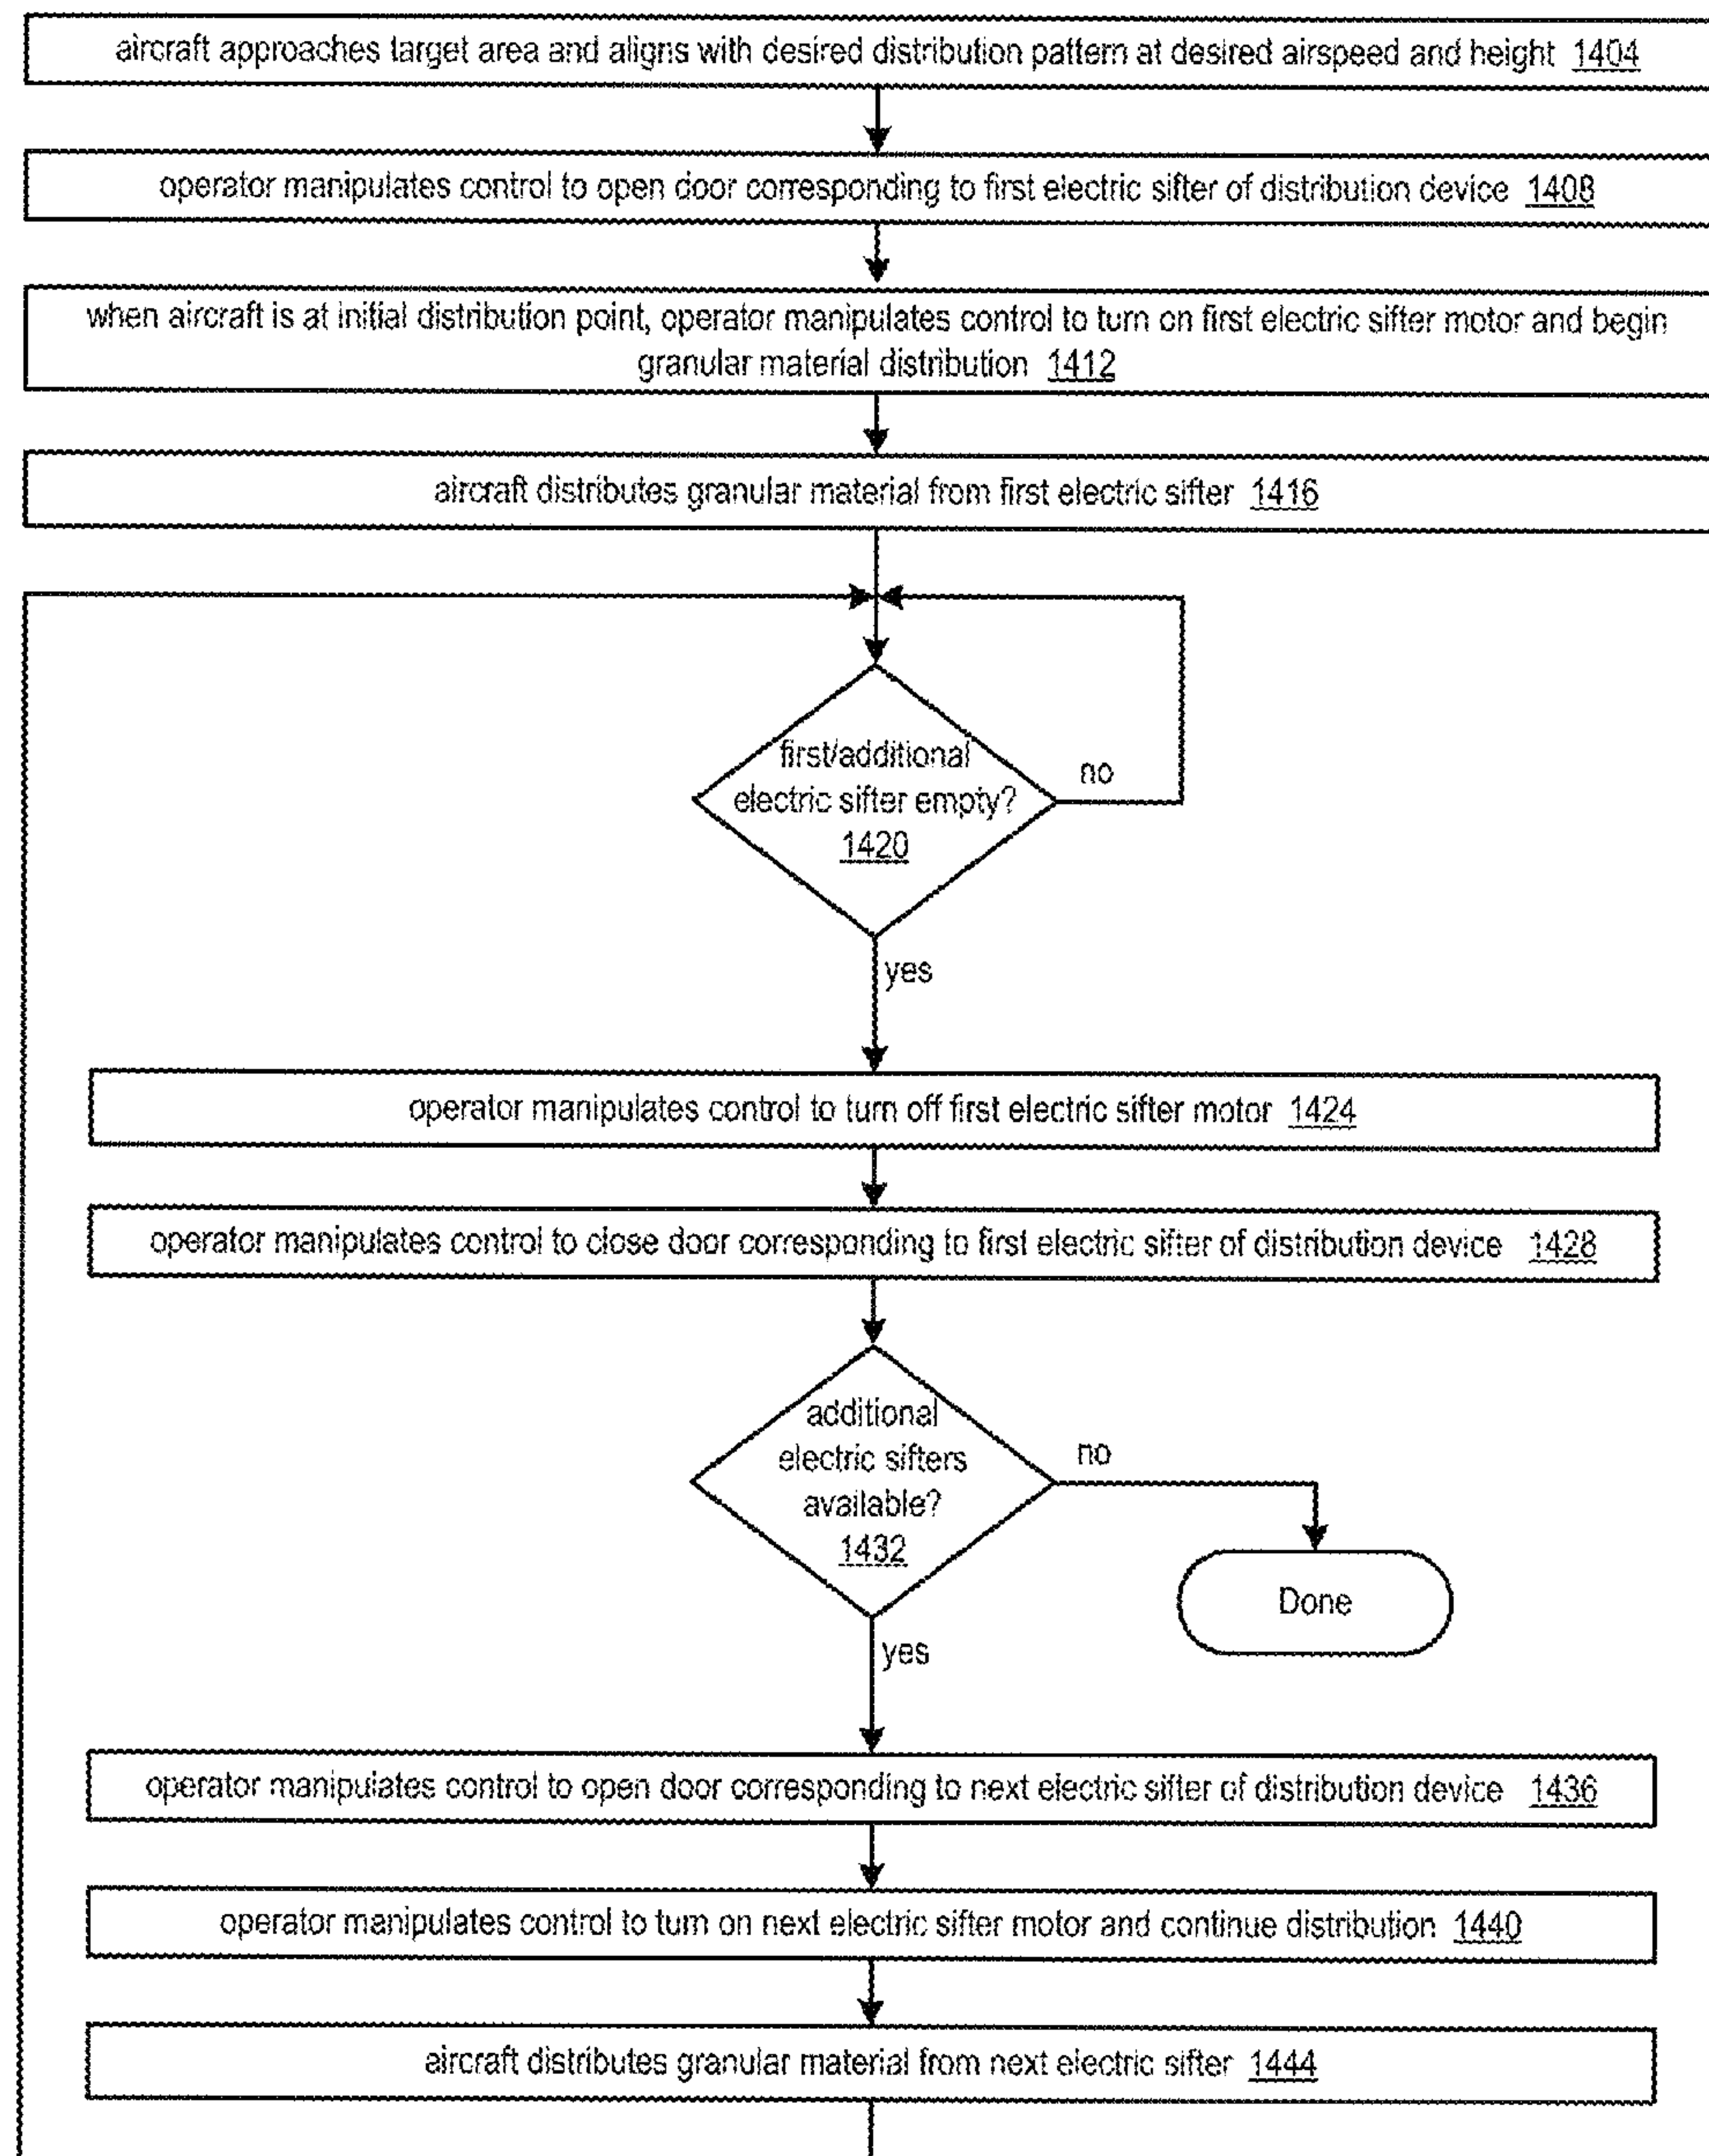 aircraft approaches target area and aligns with desired distribution pattern at desired airspeed and height 1404
operator manipulates control to open door corresponding to first electric sifter of distribution device 1408
when aircraft is at initial distribution point, operator manipulates control to turn on first electric sifter motor and begin
granular material distribution 1412
aircraft distributes granular material from first electric sifter 1416
first/additional
electric sifter empty?
1420
no
yes
operator manipulates control to turn off first electric sifter motor 1424
operator manipulates control to close door corresponding to first electric sifter of distribution device 1428
additional
electric sifters
available?
1432
no
Done
yes
operator manipulates control to open door corresponding to next electric sifter of distribution device 1436
operator manipulates control to turn on next electric sifter motor and continue distribution 1440
aircraft distributes granular material from next electric sifter 1444